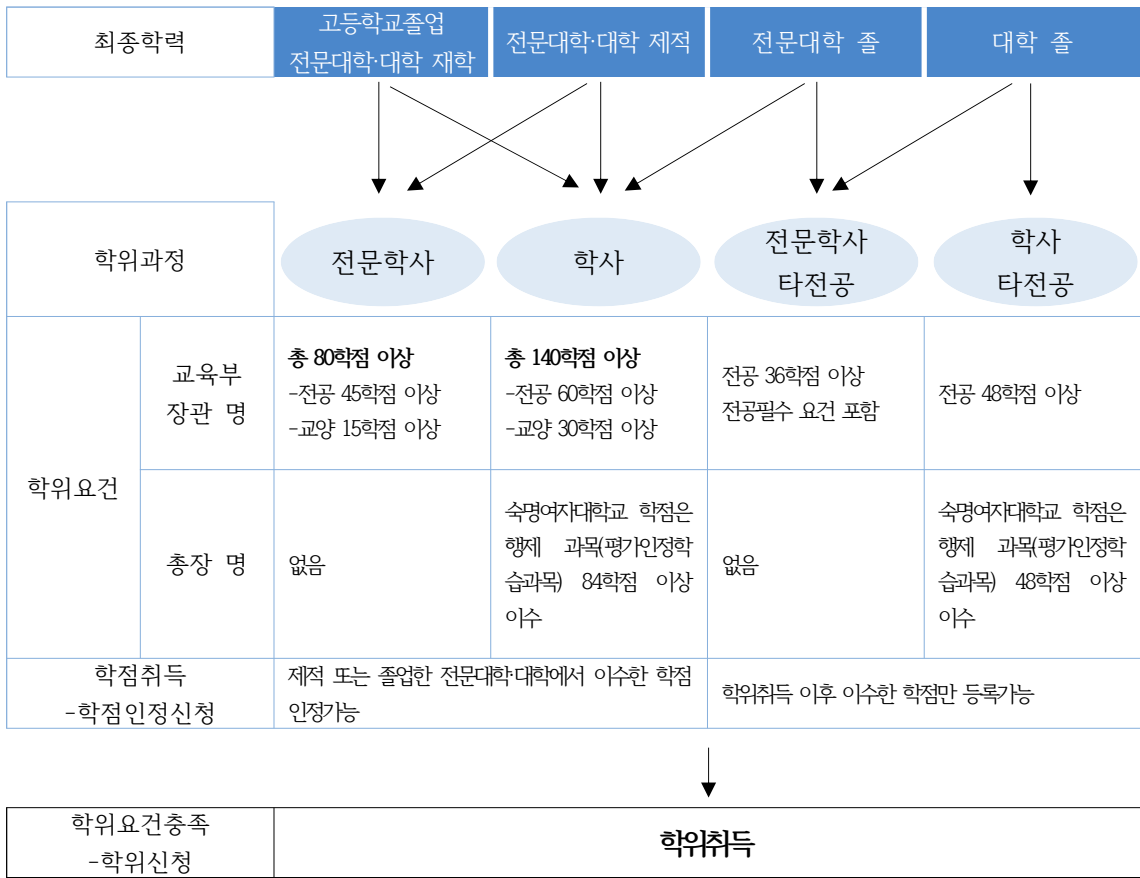 최종학력
고등학교졸업
전문대학·대학 재학
전문대학·대학 제적
전문대학 졸
대학 졸
학위과정
전문학사
학사
전문학사
타전공
학사
타전공
학위요건
교육부
장관 명
총 80학점 이상
-전공 45학점 이상
-교양 15학점 이상
총 140학점 이상
-전공 60학점 이상
-교양 30학점 이상
전공 36학점 이상
전공필수 요건 포함
전공 48학점 이상
총장 명
없음
숙명여자대학교 학점은
행제 과목(평가인정학
습과목) 84학점 이상
이수
없음
숙명여자대학교 학점은
행제 과목(평가인정학
습과목) 48학점 이상
이수
학점취득
-학점인정신청
제적 또는 졸업한 전문대학·대학에서 이수한 학점
인정가능
학위취득 이후 이수한 학점만 등록가능
학위요건충족
-학위신청
학위취득